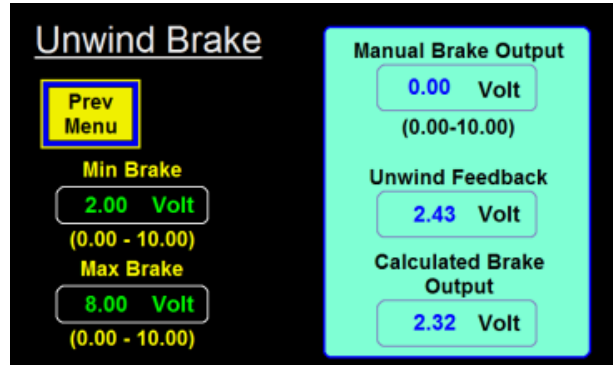 Unwind Brake
Prev
Menu
Min Brake
2.00 Volt
(0.00 - 10.00)
Max Brake
8.00 Volt
(0.00 - 10.00)
Manual Brake Output
0.00 Volt
(0.00-10.00)
Unwind Feedback
2.43 Volt
Calculated Brake
Output
2.32 Volt